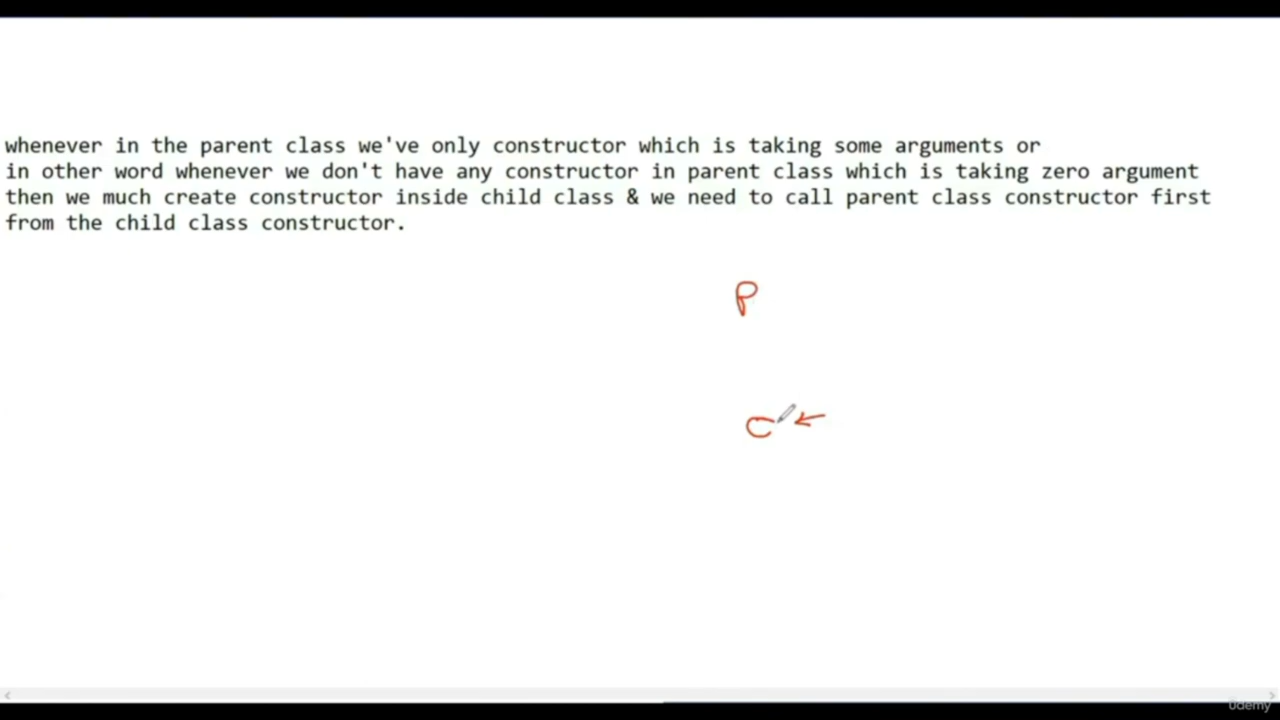 whenever in the parent class we've only constructor which is taking some arguments or
in other word whenever we don't have any constructor in parent class which is taking zero argument
then we much create constructor inside child class & we need to call parent class constructor first
from the child class constructor.
P
C
ûdemy